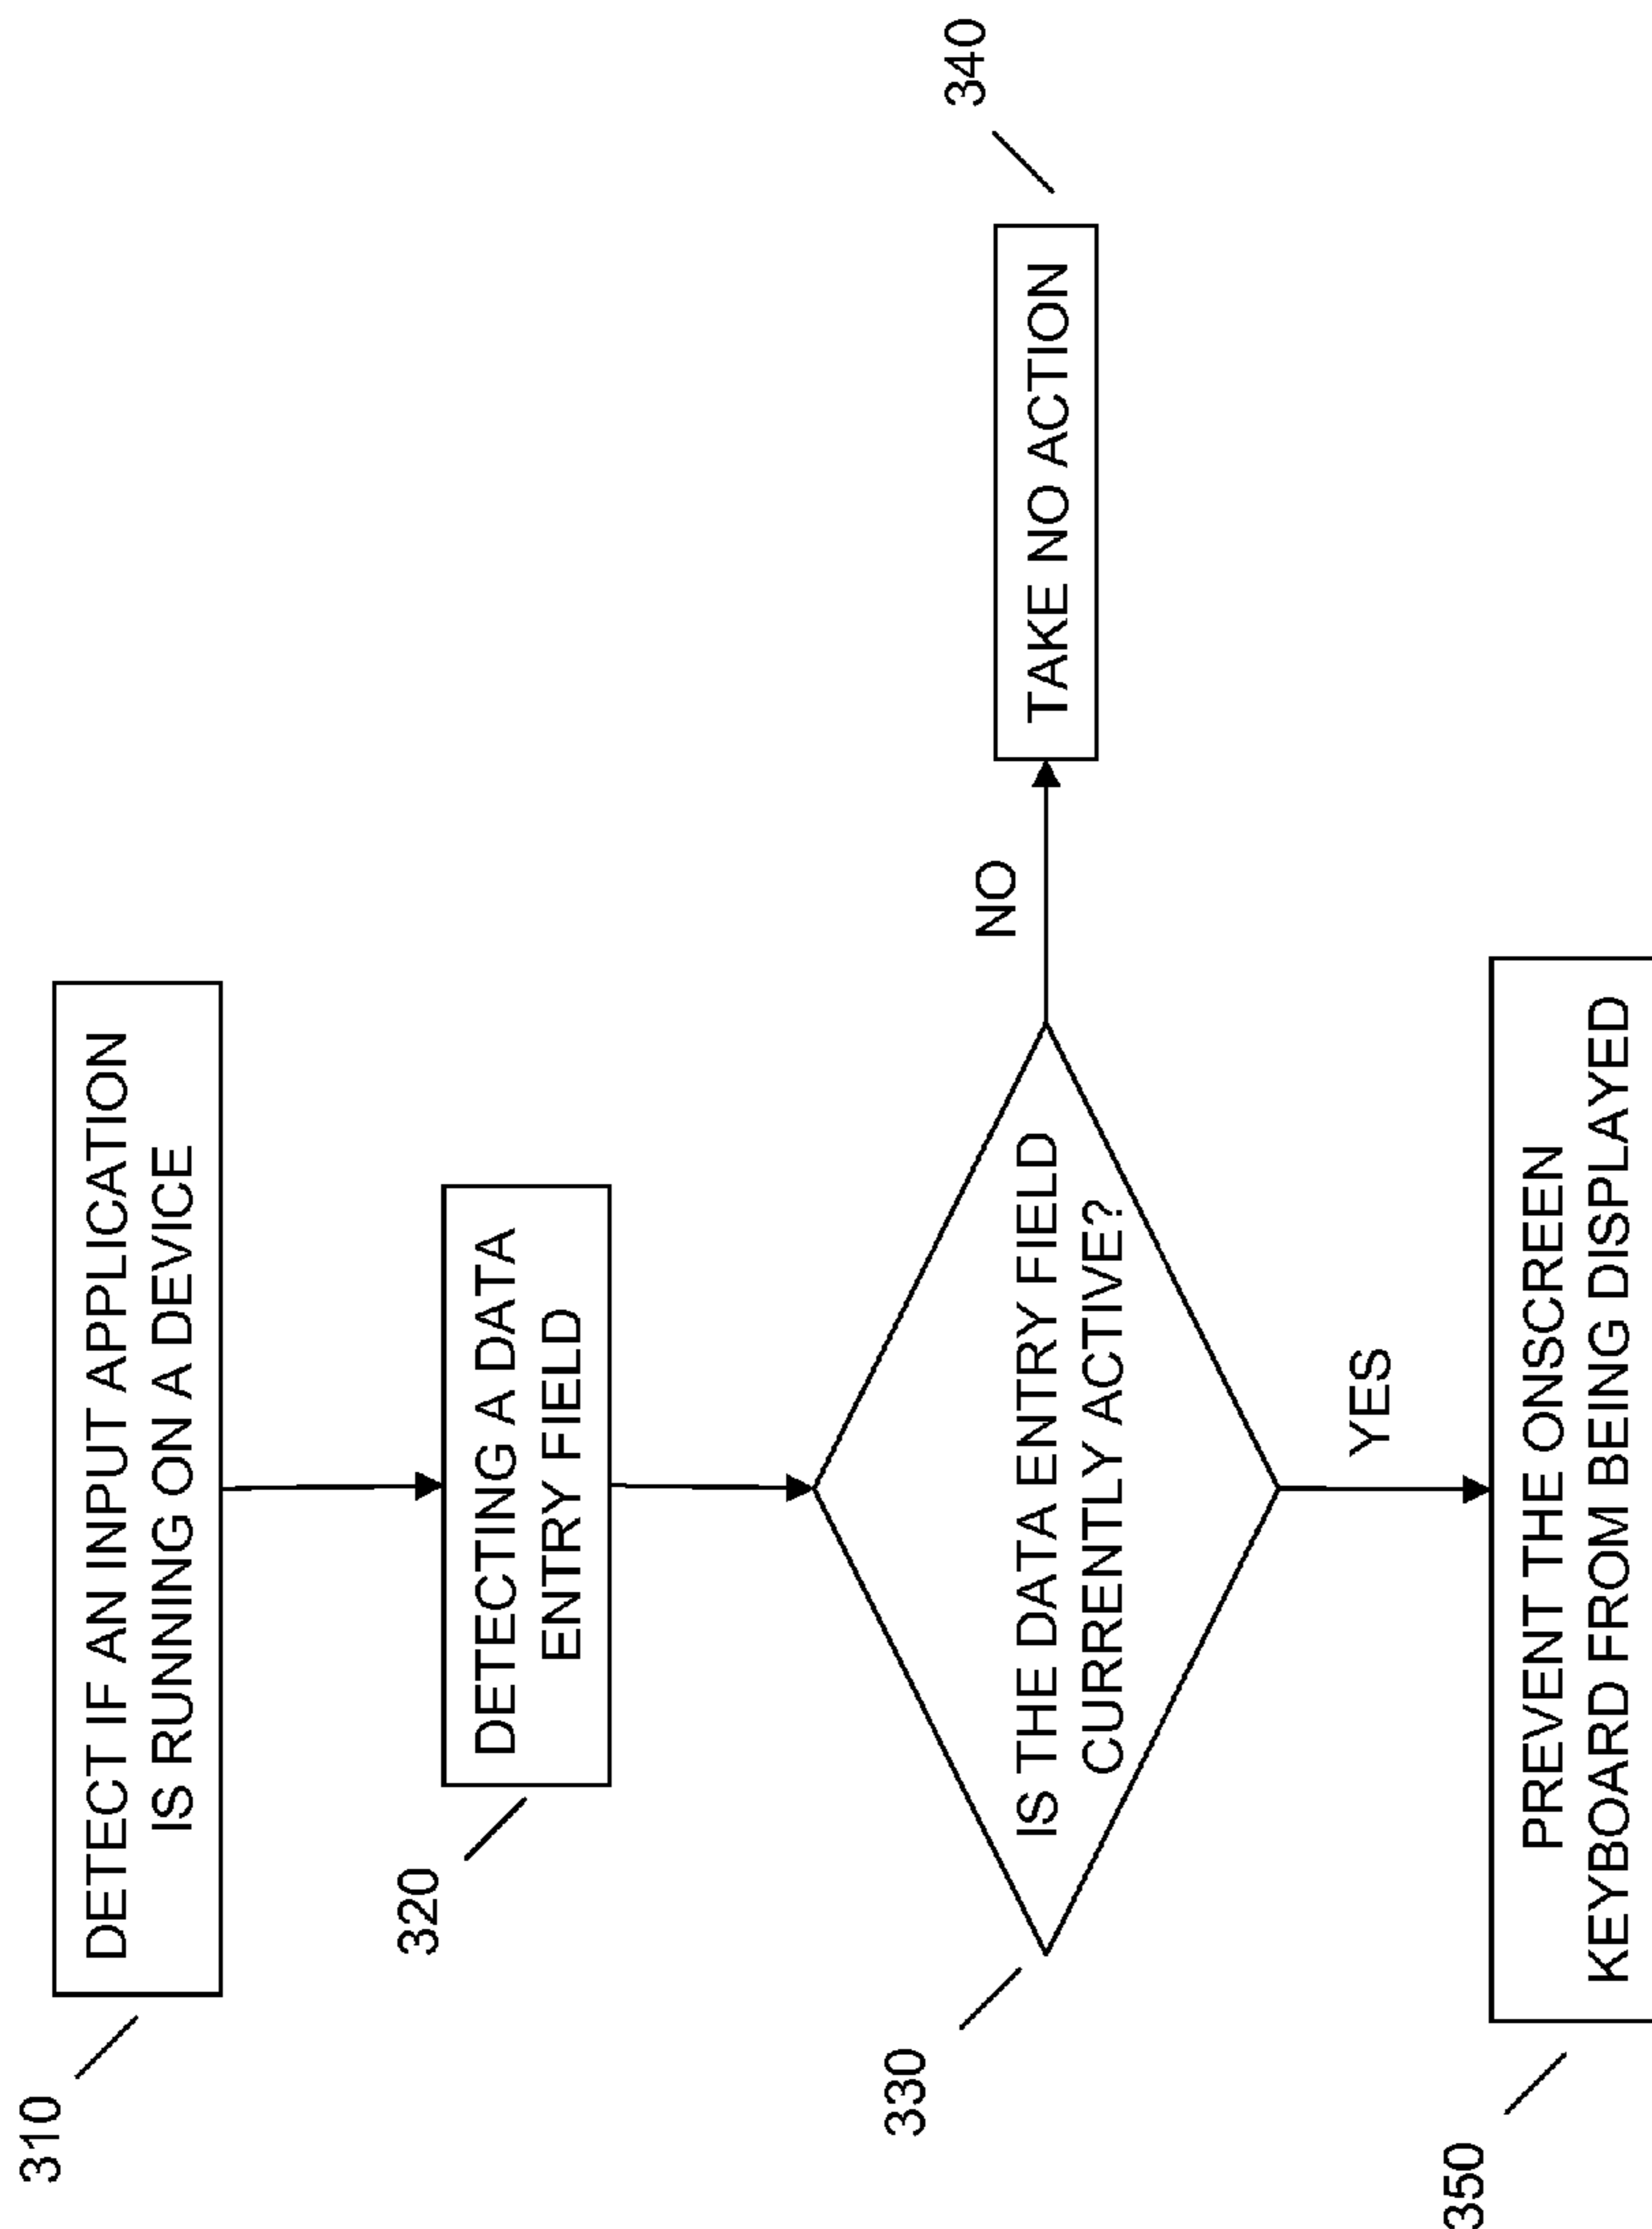 310
DETECT IF AN INPUT APPLICATION
IS RUNNING ON A DEVICE
320
DETECTING A DATA
ENTRY FIELD
330
IS THE DATA ENTRY FIELD
CURRENTLY ACTIVE?
NO
TAKE NO ACTION
340
YES
350
PREVENT THE ONSCREEN
KEYBOARD FROM BEING DISPLAYED